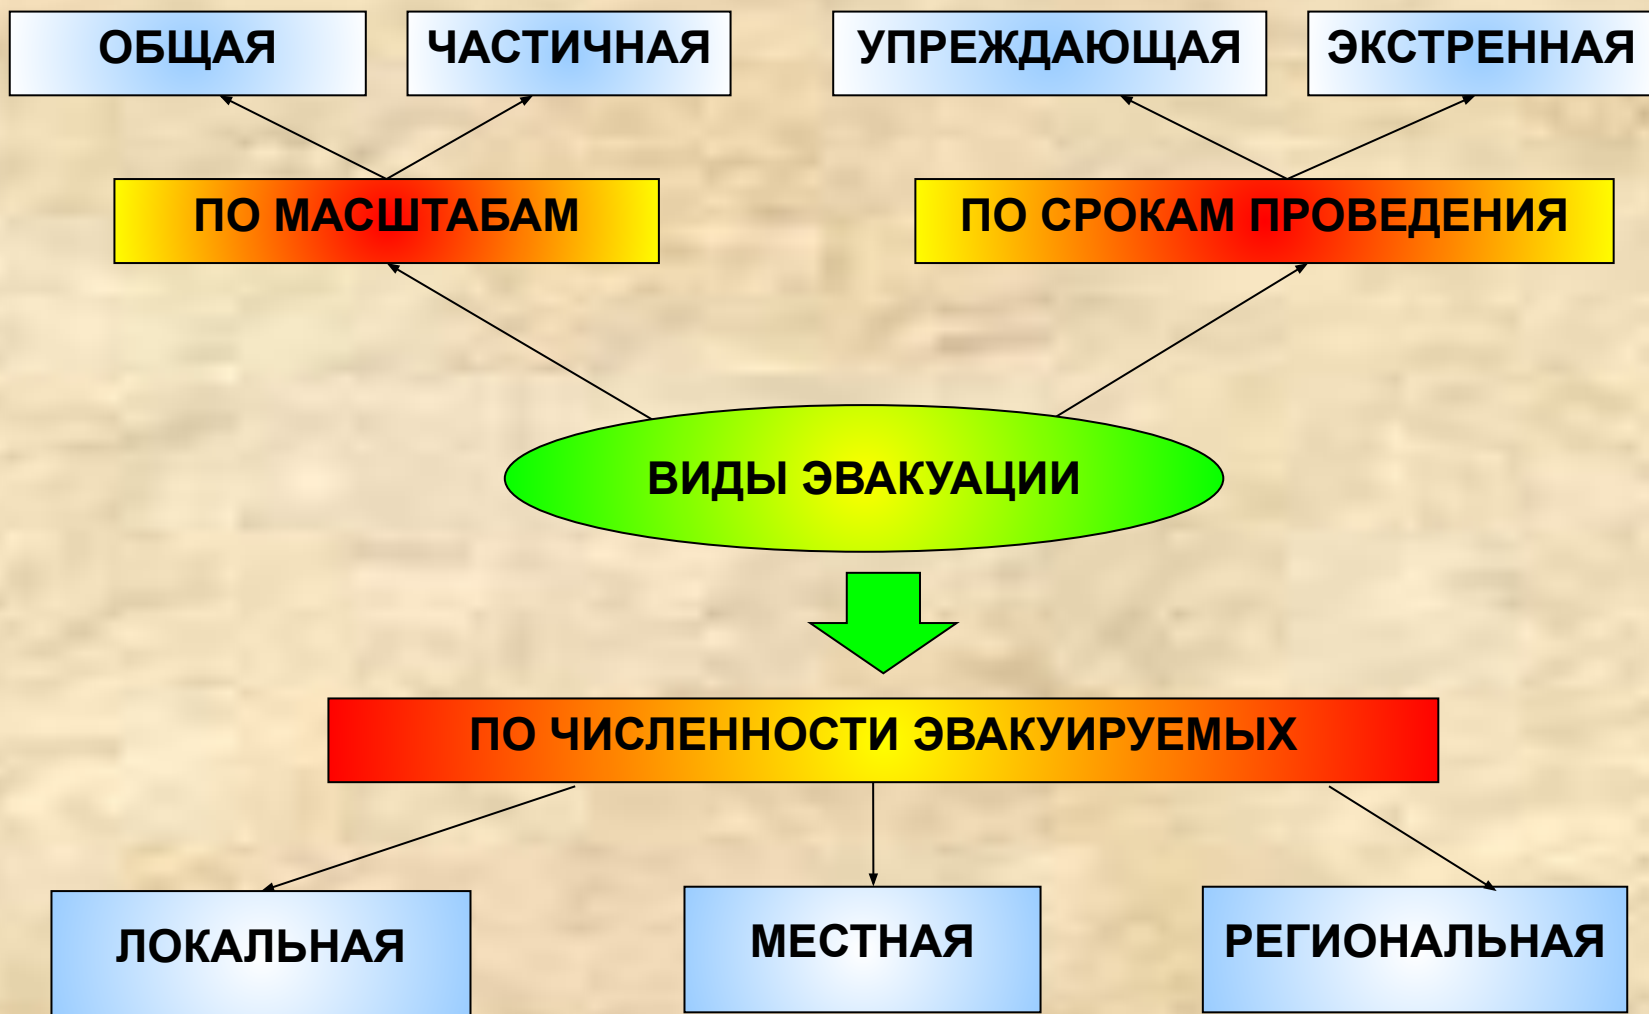 ОБЩАЯ
ЧАСТИЧНАЯ
УПРЕЖДАЮЩАЯ
ЭКСТРЕННАЯ
ПО МАСШТАБАМ
ПО СРОКАМ ПРОВЕДЕНИЯ
ВИДЫ ЭВАКУАЦИИ
ПО ЧИСЛЕННОСТИ ЭВАКУИРУЕМЫХ
ЛОКАЛЬНАЯ
МЕСТНАЯ
РЕГИОНАЛЬНАЯ